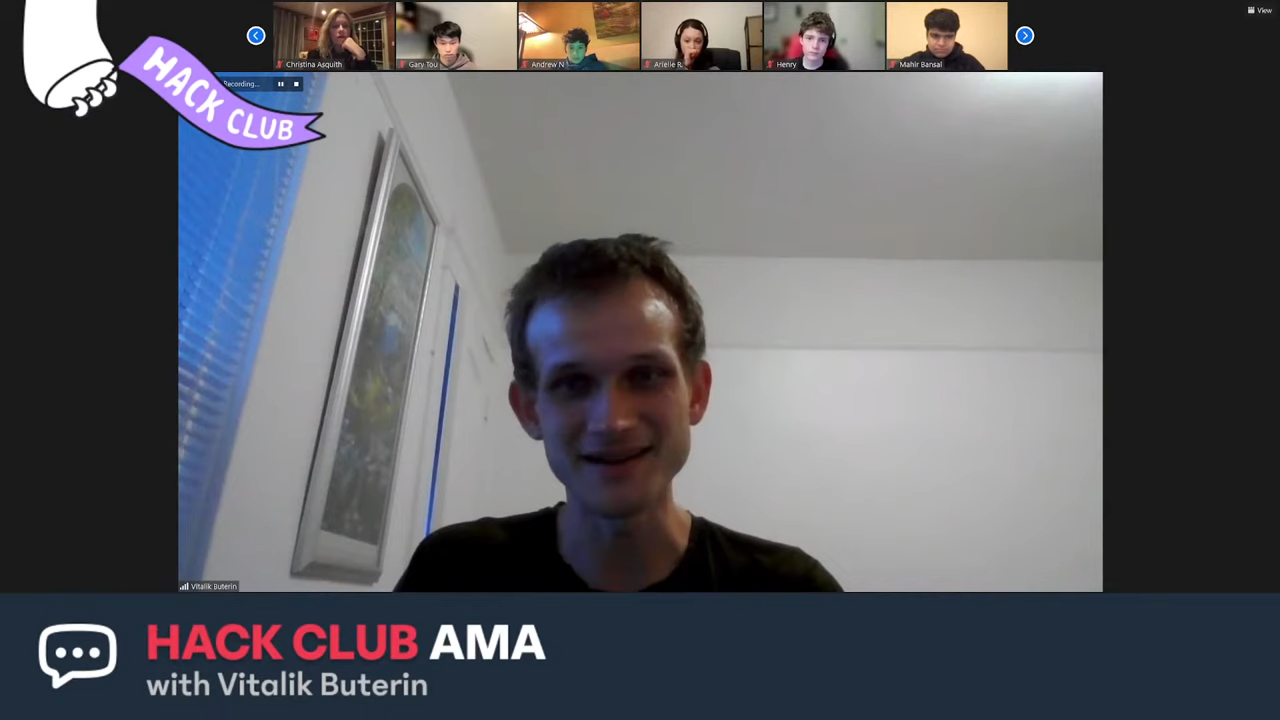 View
Christina Asquith
Gary Tou
Andrew N
Arielle R.
Henry
Mahir Bansal
Recording...
HACK CLUB
Vitalik Buterin
HACK CLUB AMA
with Vitalik Buterin